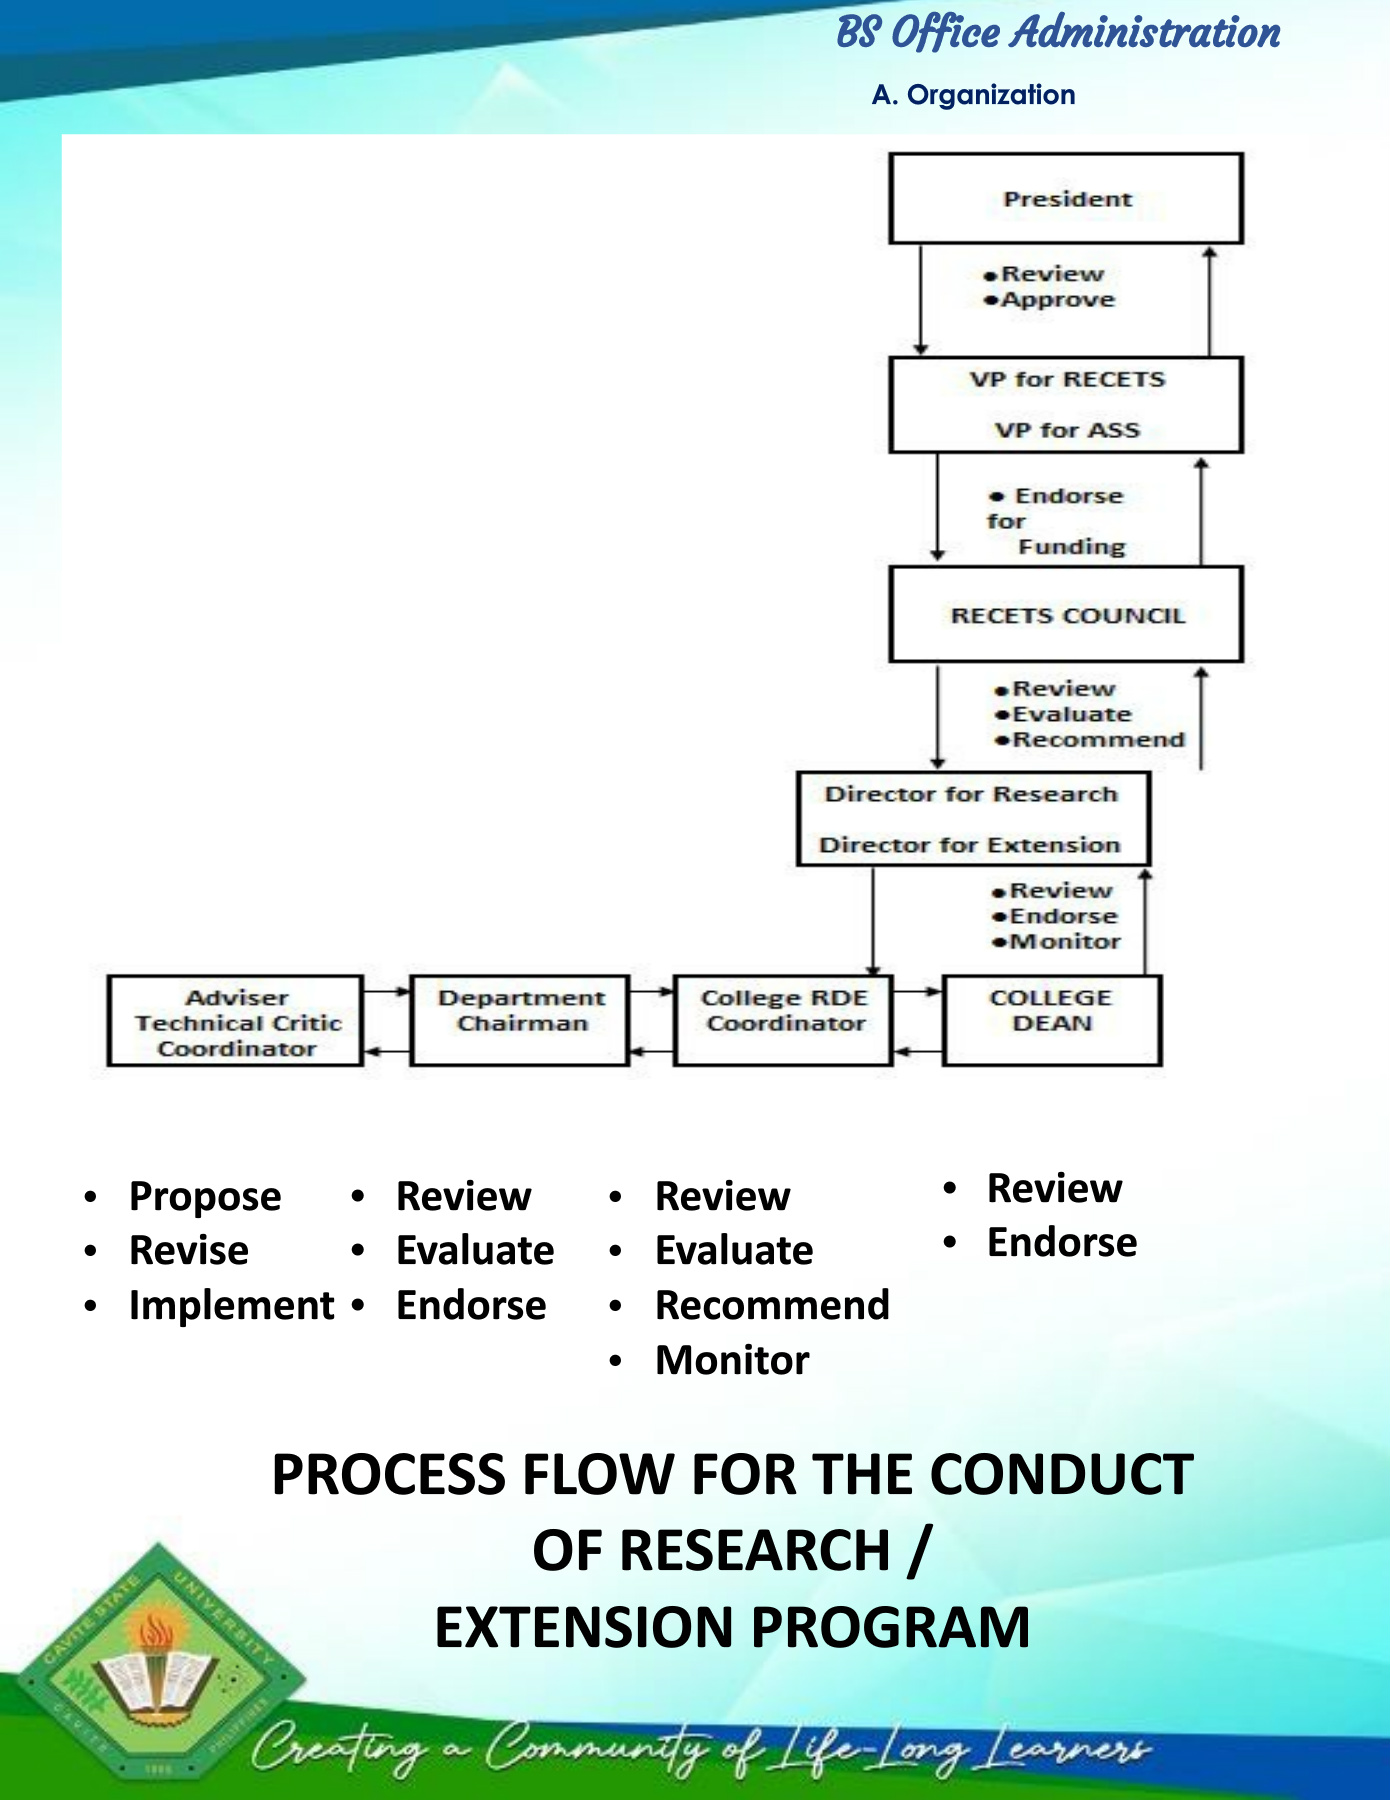 BS Office Administration
A. Organization
President
●Review
●Approve
VP for RECETS
VP for ASS
● Endorse
for
Funding
RECETS COUNCIL
●Review
●Evaluate
●Recommend
Director for Research
Director for Extension
●Review
●Endorse
●Monitor
Adviser
Technical Critic
Coordinator
Department
Chairman
College RDE
Coordinator
COLLEGE
DEAN
• Propose
• Revise
• Implement
• Review
• Evaluate
• Endorse
• Review
• Evaluate
• Recommend
• Monitor
• Review
• Endorse
PROCESS FLOW FOR THE CONDUCT
OF RESEARCH /
EXTENSION PROGRAM
CAVITE STATE UNIVERSITY
CAVITE
PHILIPPINES
1906
Creating a Community of Life-Long Learners